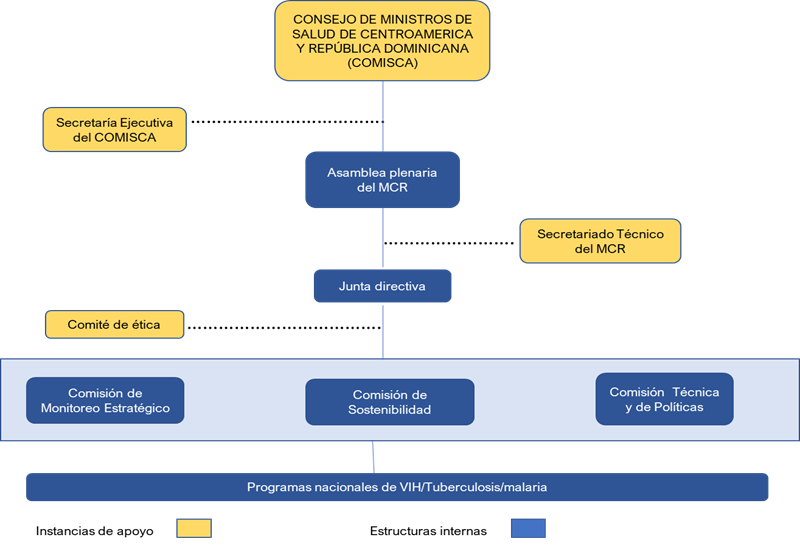 CONSEJO DE MINISTROS DE
SALUD DE CENTROAMERICA
Y REPÚBLICA DOMINICANA
(COMISCA)
Secretaría Ejecutiva
del COMISCA
Asamblea plenaria
del MCR
Secretariado Técnico
del MCR
Junta directiva
Comité de ética
Comisión de
Monitoreo Estratégico
Comisión de
Sostenibilidad
Comisión Técnica
y de Políticas
Programas nacionales de VIH/Tuberculosis/malaria
Instancias de apoyo
Estructuras internas